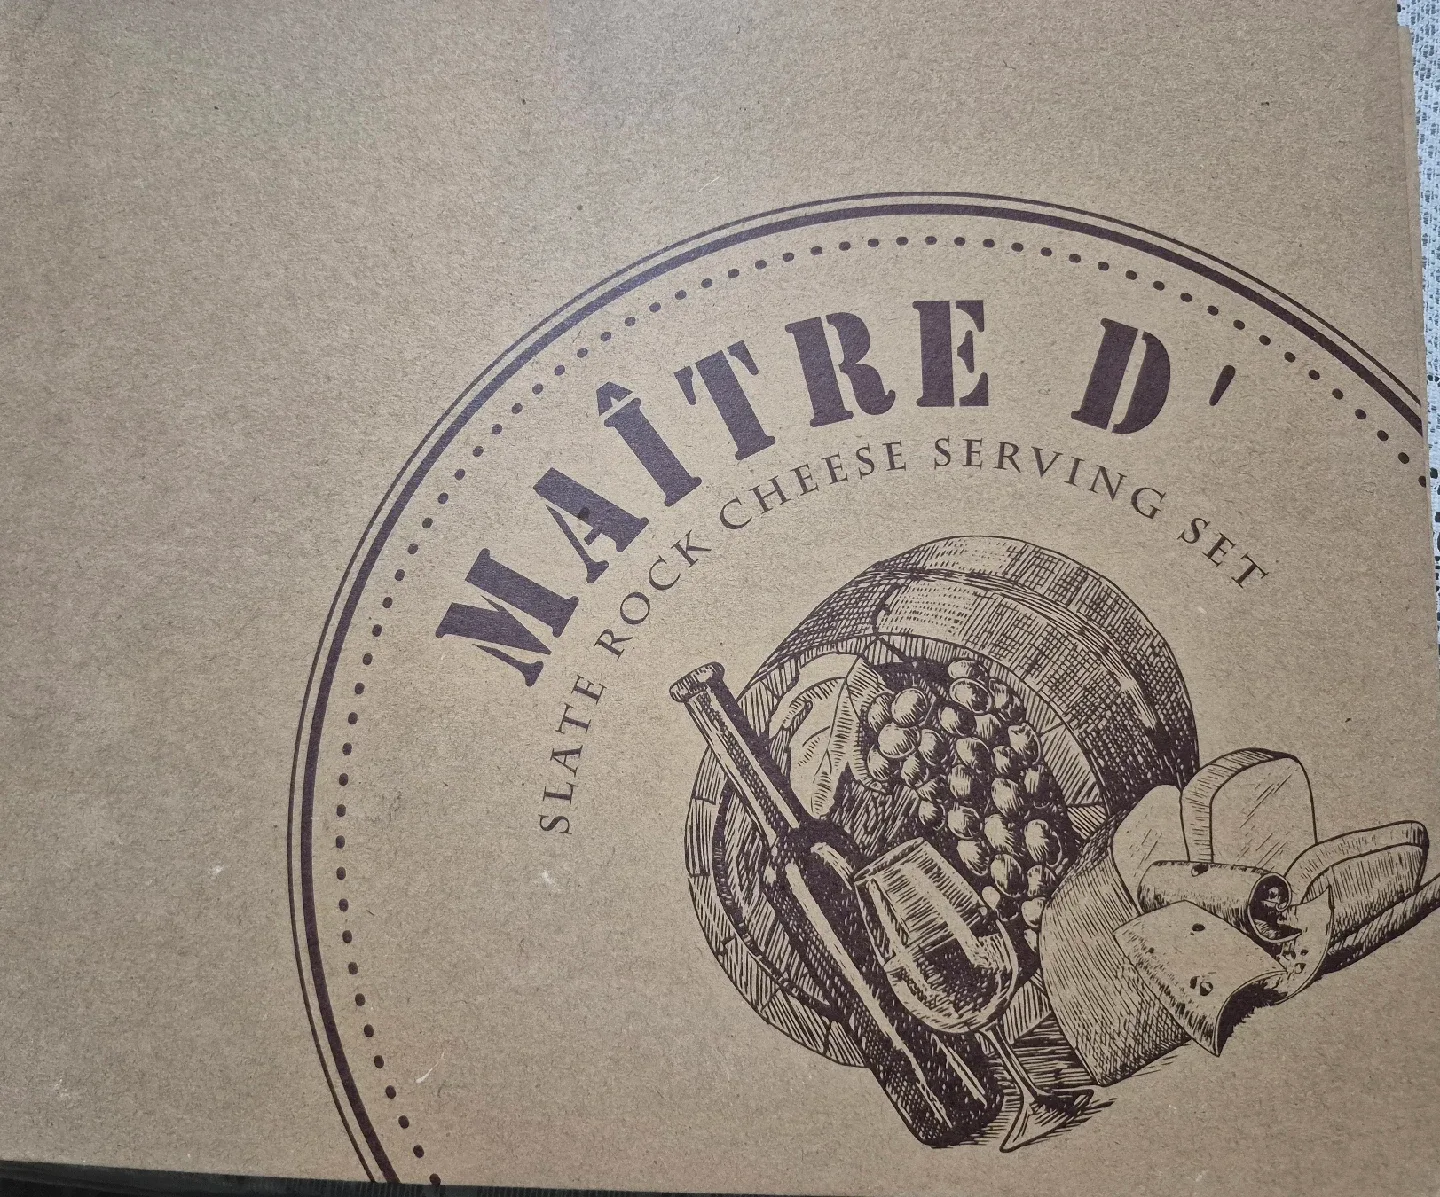 MAÎTRE D'
SLATE ROCK CHEESE SERVING SET